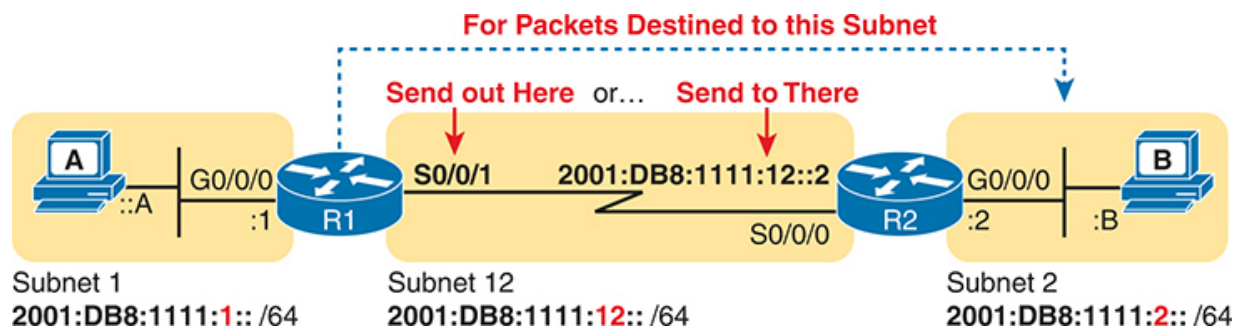 For Packets Destined to this Subnet
Send out Here or… Send to There
A
::A
G0/0/0
:1
R1
S0/0/1
2001:DB8:1111:12::2
S0/0/0
R2
G0/0/0
:2
B
:B
Subnet 1
2001:DB8:1111:1:: /64
Subnet 12
2001:DB8:1111:12:: /64
Subnet 2
2001:DB8:1111:2:: /64